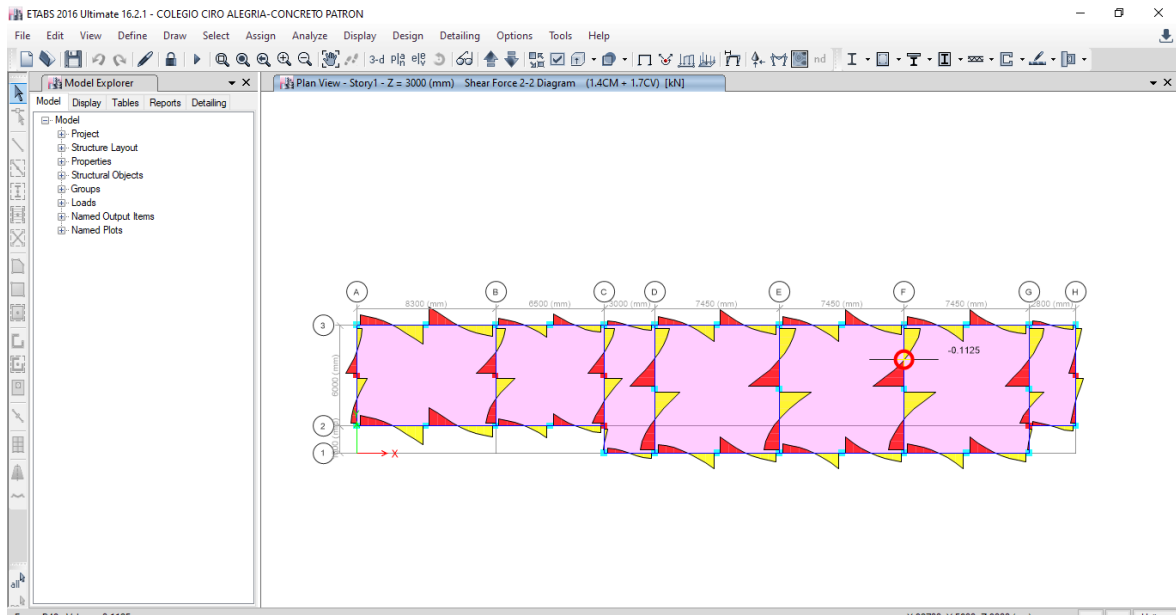 ETABS 2016 Ultimate 16.2.1 - COLEGIO CIRO ALEGRIA-CONCRETO PATRON
File Edit View Define Draw Select Assign Analyze Display Design Detailing Options Tools Help
3-d nd
Model Explorer
Plan View - Story1 - Z = 3000 (mm) Shear Force 2-2 Diagram (1.4CM + 1.7CV) [kN]
Model Display Tables Reports Detailing
Model
Project
Structure Layout
Properties
Structural Objects
Groups
Loads
Named Output Items
Named Plots
A B C D E F G H
8300 (mm) 6500 (mm) 3000 (mm) 7450 (mm) 7450 (mm) 7450 (mm) 2800 (mm)
3
-0.1125
6000 (mm)
2
1
X
all